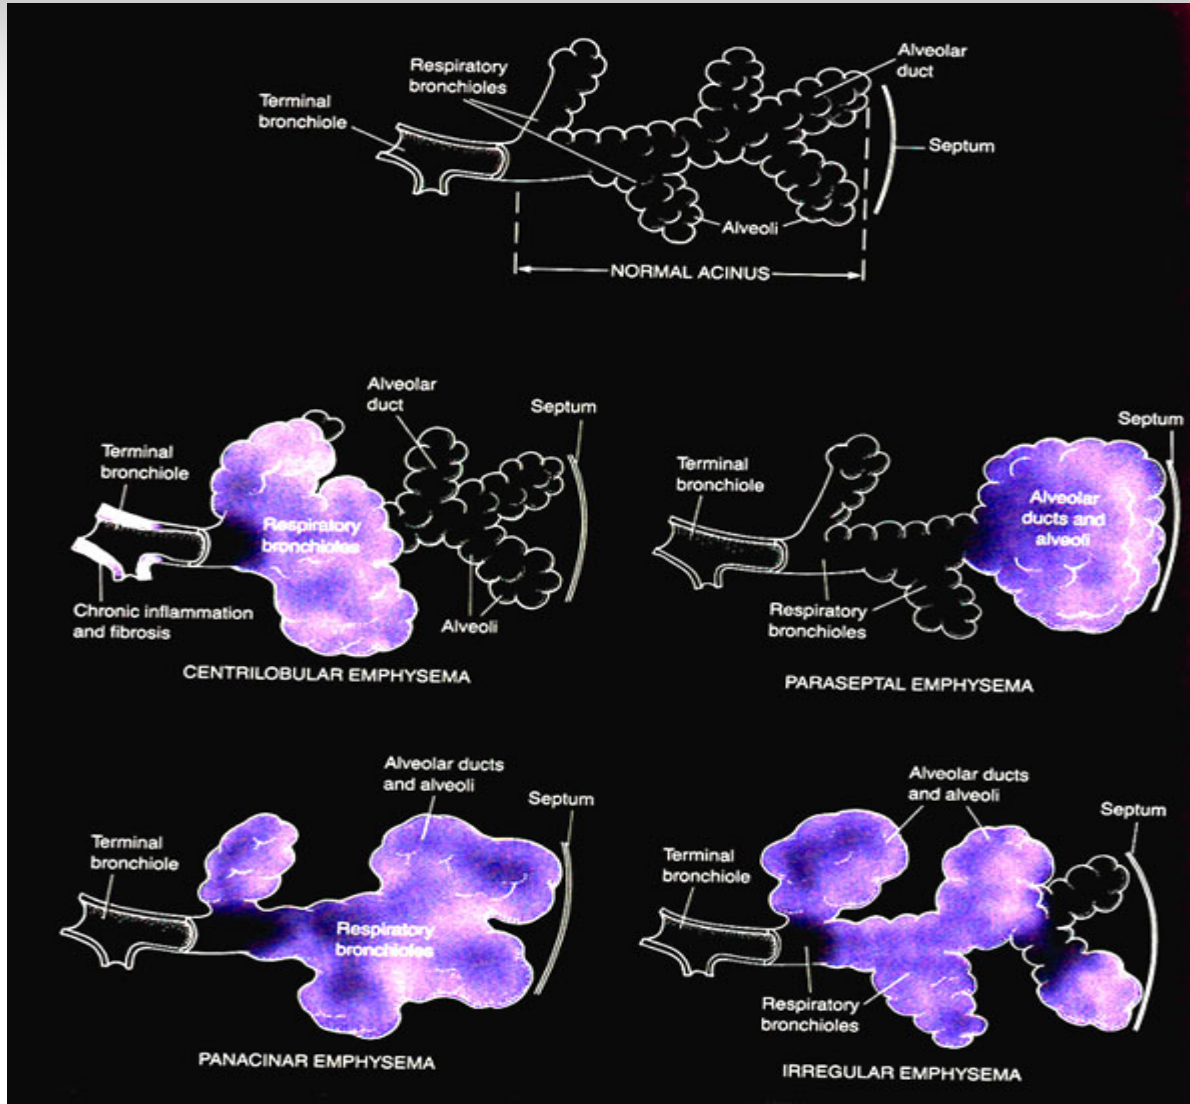 Respiratory
bronchioles
Alveolar
duct
Terminal
bronchiole
Septum
Alveoli
NORMAL ACINUS
Alveolar
duct
Septum
Terminal
bronchiole
Respiratory
bronchioles
Chronic inflammation
and fibrosis
Alveoli
CENTRILOBULAR EMPHYSEMA
Septum
Terminal
bronchiole
Alveolar
ducts and
alveoli
Respiratory
bronchioles
PARASEPTAL EMPHYSEMA
Alveolar ducts
and alveoli
Septum
Terminal
bronchiole
Respiratory
bronchioles
PANACINAR EMPHYSEMA
Alveolar ducts
and alveoli
Septum
Terminal
bronchiole
Respiratory
bronchioles
IRREGULAR EMPHYSEMA